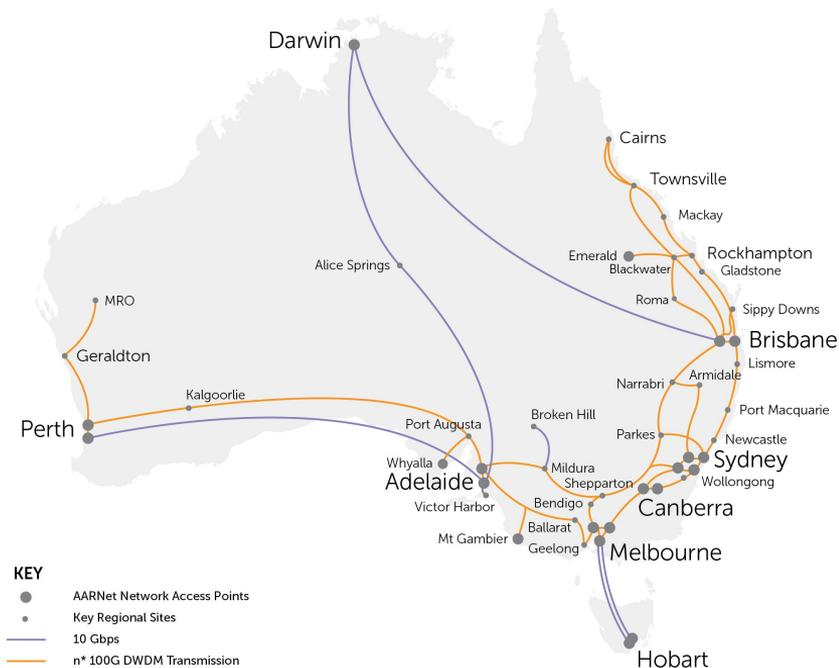 Darwin
Cairns
Townsville
Mackay
Emerald
Rockhampton
Alice Springs
Blackwater
Gladstone
MRO
Roma
Sippy Downs
Brisbane
Geraldton
Lismore
Armidale
Narrabri
Kalgoorlie
Port Macquarie
Broken Hill
Perth
Port Augusta
Parkes
Newcastle
Whyalla
Sydney
Mildura
Adelaide
Shepparton
Wollongong
Victor Harbor
Bendigo
Canberra
Ballarat
Mt Gambier
Geelong
Melbourne
KEY
AARNet Network Access Points
Key Regional Sites
10 Gbps
n* 100G DWDM Transmission
Hobart